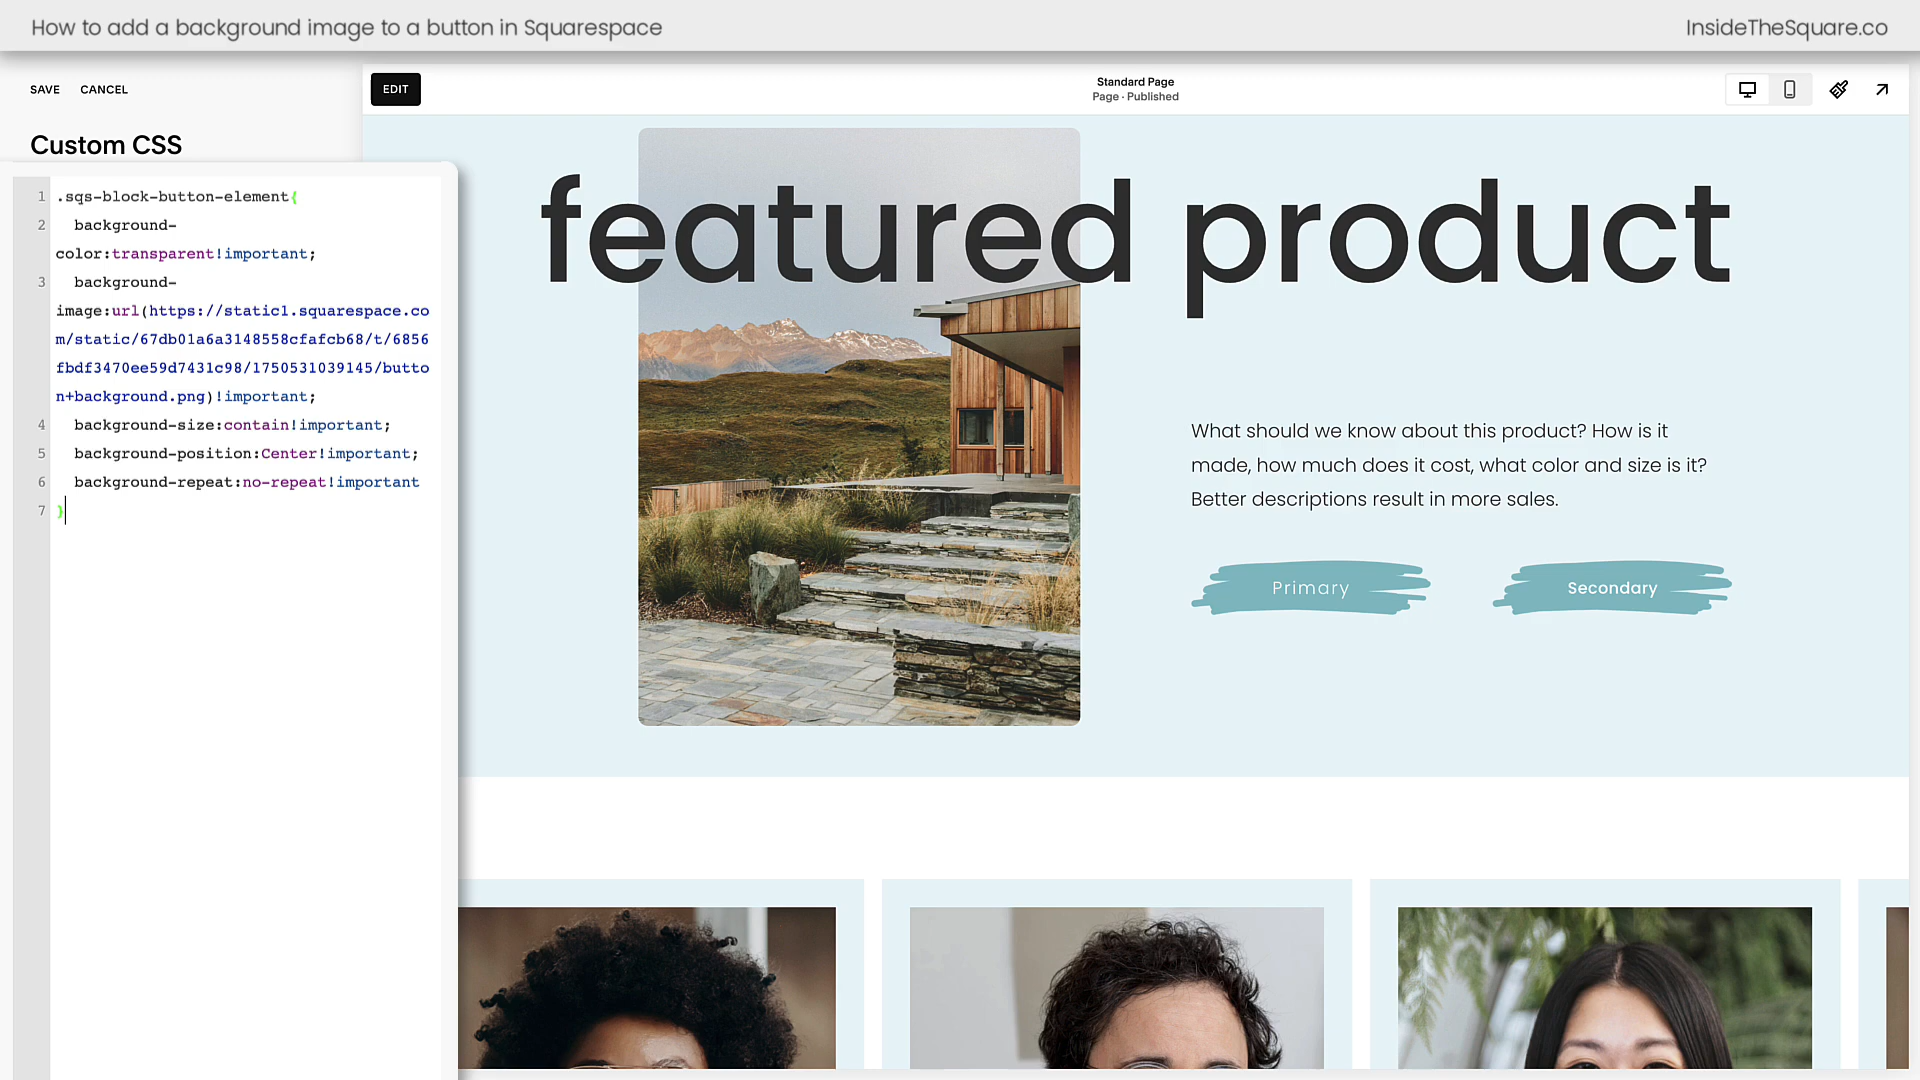 How to add a background image to a button in Squarespace
InsideTheSquare.co
SAVE CANCEL
EDIT
Standard Page
Page · Published
Custom CSS
1 .sqs-block-button-element{
2 background-
color:transparent!important;
3 background-
image:url(https://static1.squarespace.co
m/static/67db01a6a3148558cfafcb68/t/6856
fbdf3470ee59d7431c98/1750531039145/butto
n+background.png)!important;
4 background-size:contain!important;
5 background-position:Center!important;
6 background-repeat:no-repeat!important
7 }
featured product
What should we know about this product? How is it
made, how much does it cost, what color and size is it?
Better descriptions result in more sales.
Primary
Secondary